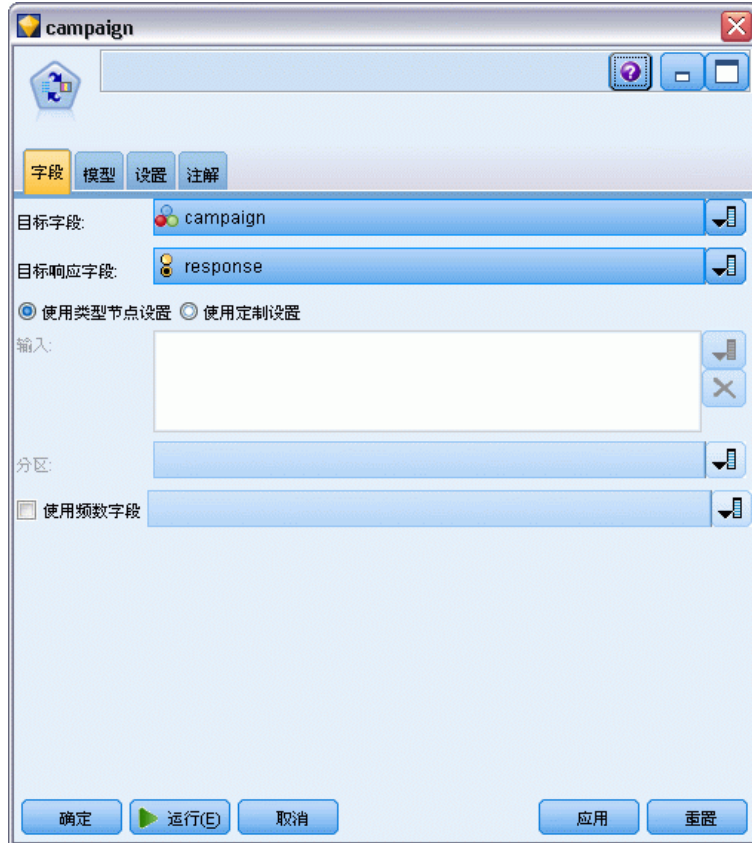 campaign
字段 模型 设置 注解
目标字段: campaign
目标响应字段: response
使用类型节点设置 使用定制设置
输入:
分区:
使用频数字段
确定 运行(E) 取消 应用 重置